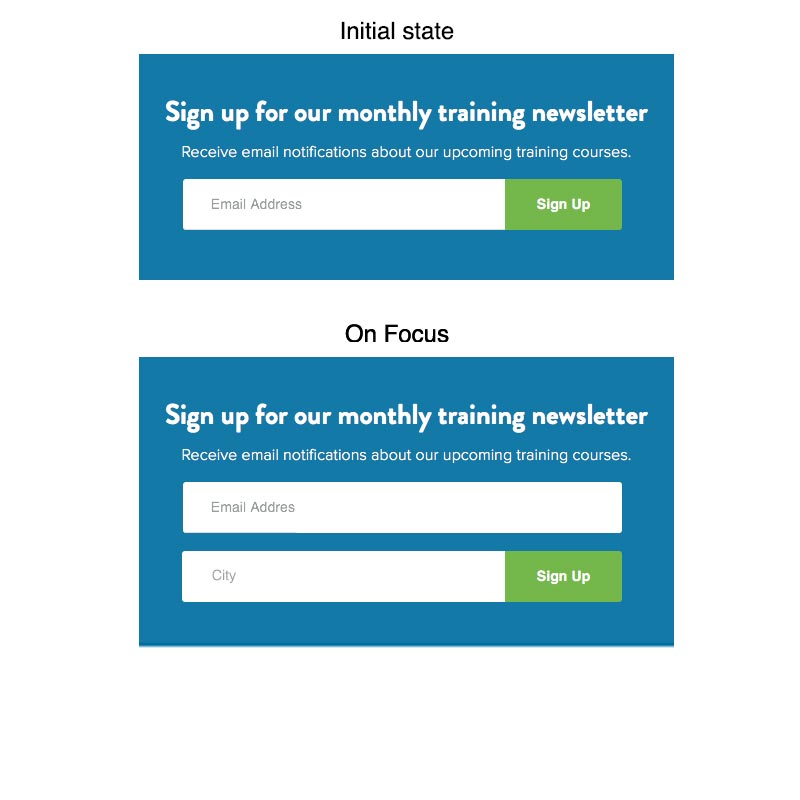 Initial state
Sign up for our monthly training newsletter
Receive email notifications about our upcoming training courses.
Email Address
Sign Up
On Focus
Sign up for our monthly training newsletter
Receive email notifications about our upcoming training courses.
Email Addres
City
Sign Up